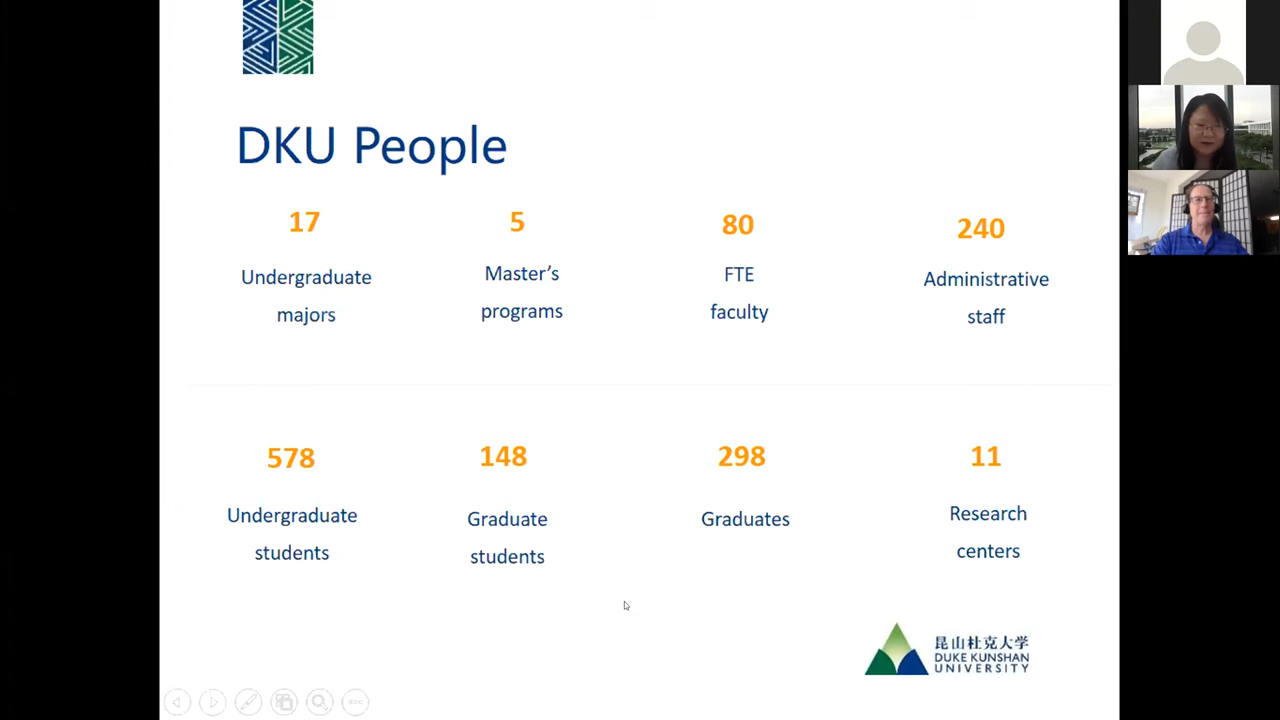 DKU People
17
Undergraduate
majors
5
Master's
programs
80
FTE
faculty
240
Administrative
staff
578
Undergraduate
students
148
Graduate
students
298
Graduates
11
Research
centers
昆山杜克大学
DUKE KUNSHAN
UNIVERSITY